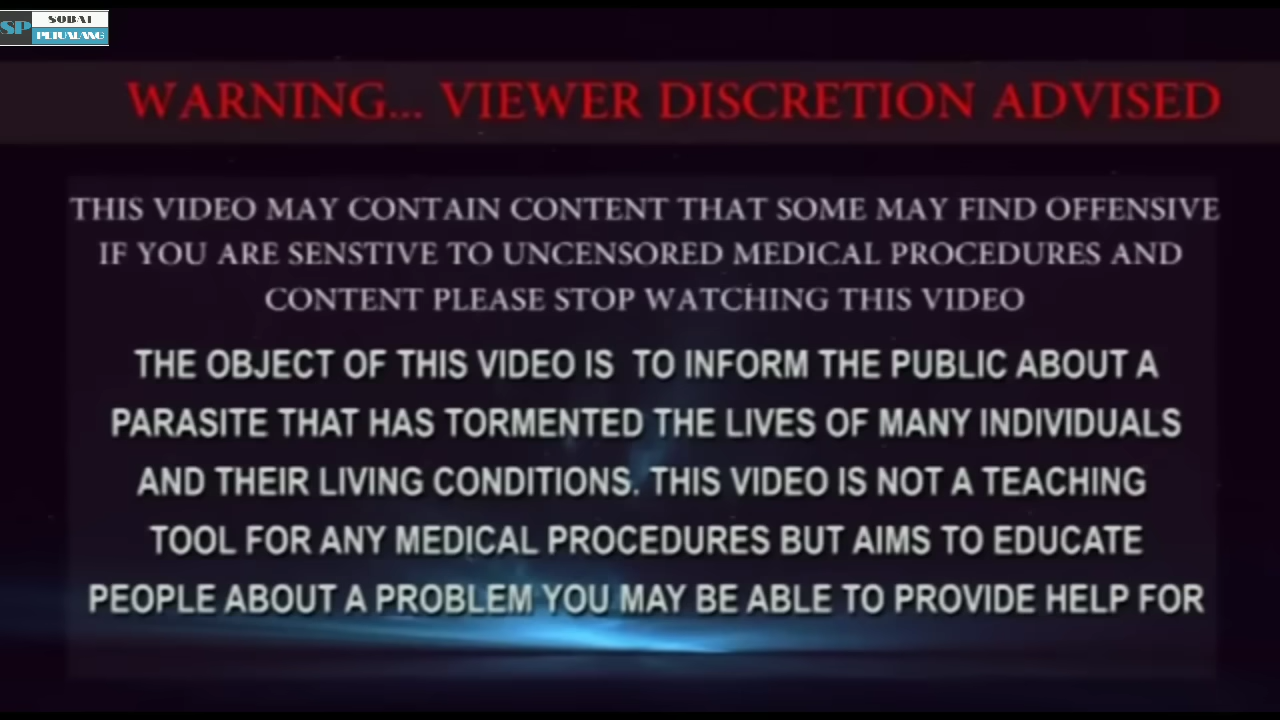 SP
SOBAT
PETUALANG
WARNING... VIEWER DISCRETION ADVISED
THIS VIDEO MAY CONTAIN CONTENT THAT SOME MAY FIND OFFENSIVE
IF YOU ARE SENSTIVE TO UNCENSORED MEDICAL PROCEDURES AND
CONTENT PLEASE STOP WATCHING THIS VIDEO
THE OBJECT OF THIS VIDEO IS TO INFORM THE PUBLIC ABOUT A
PARASITE THAT HAS TORMENTED THE LIVES OF MANY INDIVIDUALS
AND THEIR LIVING CONDITIONS. THIS VIDEO IS NOT A TEACHING
TOOL FOR ANY MEDICAL PROCEDURES BUT AIMS TO EDUCATE
PEOPLE ABOUT A PROBLEM YOU MAY BE ABLE TO PROVIDE HELP FOR